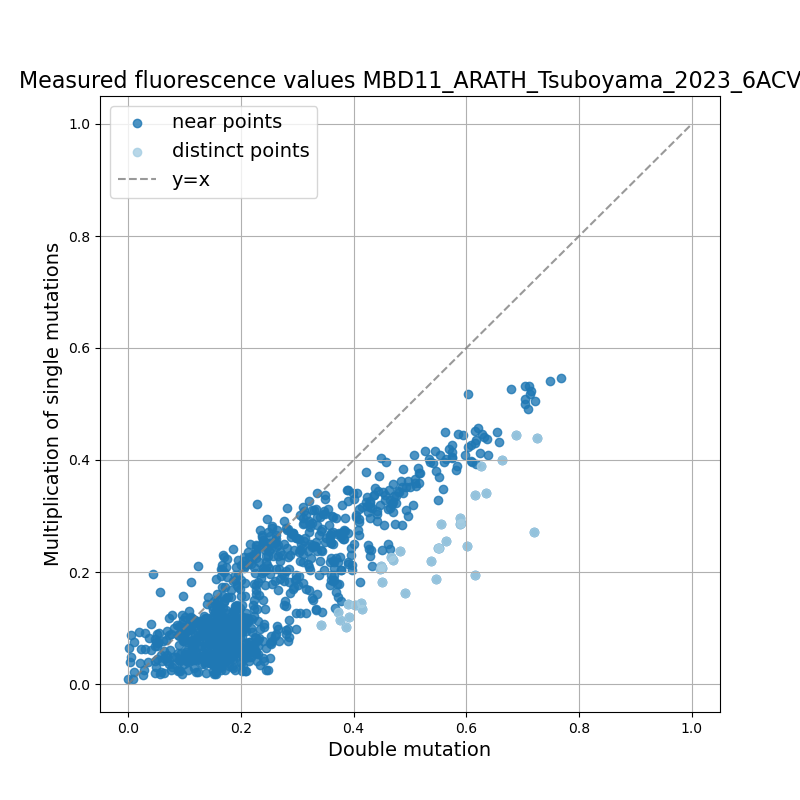 Measured fluorescence values MBD11_ARATH_Tsuboyama_2023_6ACV
near points
distinct points
y=x
1.0
0.8
0.6
0.4
0.2
0.0
Multiplication of single mutations
0.0 0.2 0.4 0.6 0.8 1.0
Double mutation